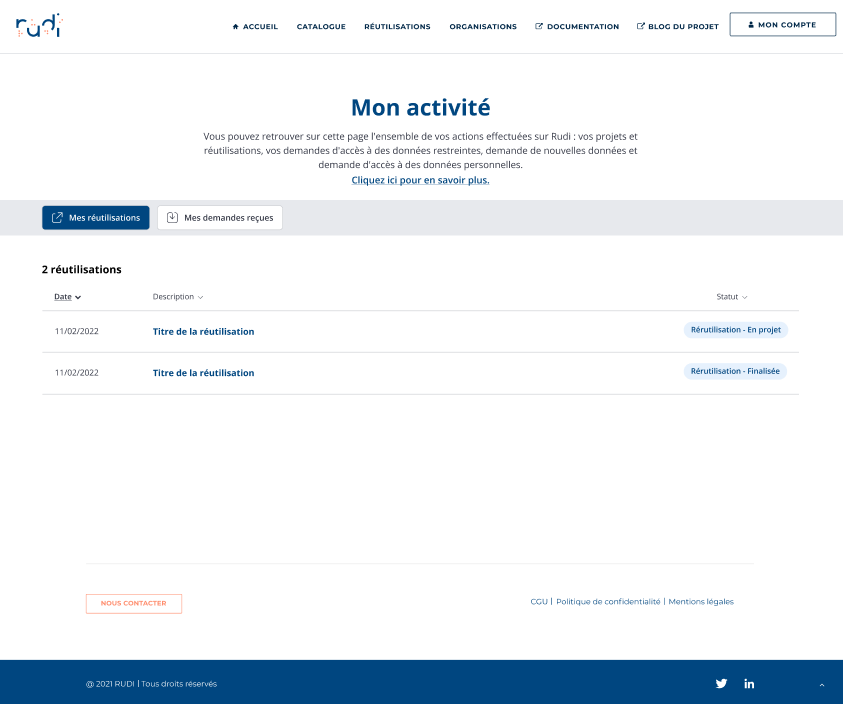 rudi
ACCUEIL CATALOGUE RÉUTILISATIONS ORGANISATIONS DOCUMENTATION BLOG DU PROJET MON COMPTE
Mon activité
Vous pouvez retrouver sur cette page l'ensemble de vos actions effectuées sur Rudi : vos projets et
réutilisations, vos demandes d'accès à des données restreintes, demande de nouvelles données et
demande d'accès à des données personnelles.
Cliquez ici pour en savoir plus.
Mes réutilisations Mes demandes reçues
2 réutilisations
Date Description Statut
11/02/2022 Titre de la réutilisation Rérutilisation - En projet
11/02/2022 Titre de la réutilisation Rérutilisation - Finalisée
NOUS CONTACTER CGU | Politique de confidentialité | Mentions légales
@ 2021 RUDI | Tous droits réservés in